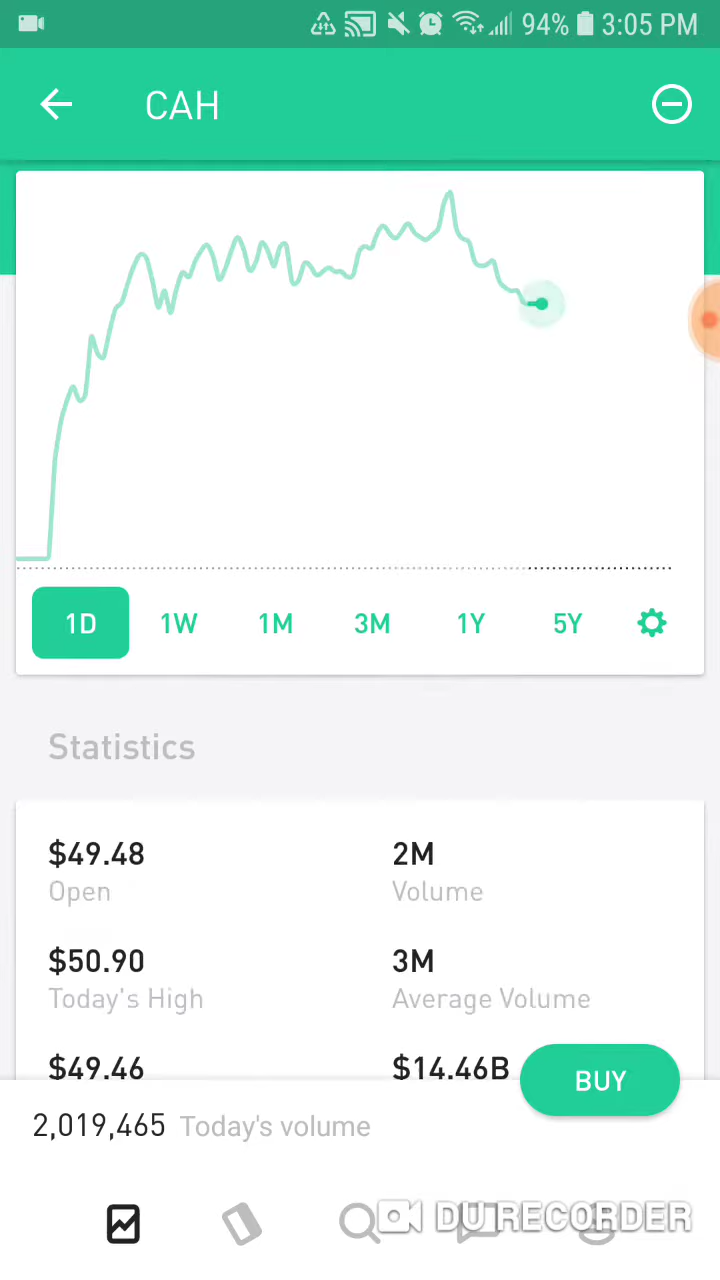 94% 3:05 PM
CAH
1D 1W 1M 3M 1Y 5Y
Statistics
$49.48 2M
Open Volume
$50.90 3M
Today's High Average Volume
$49.46 $14.46B
BUY
2,019,465 Today's volume
DU RECORDER